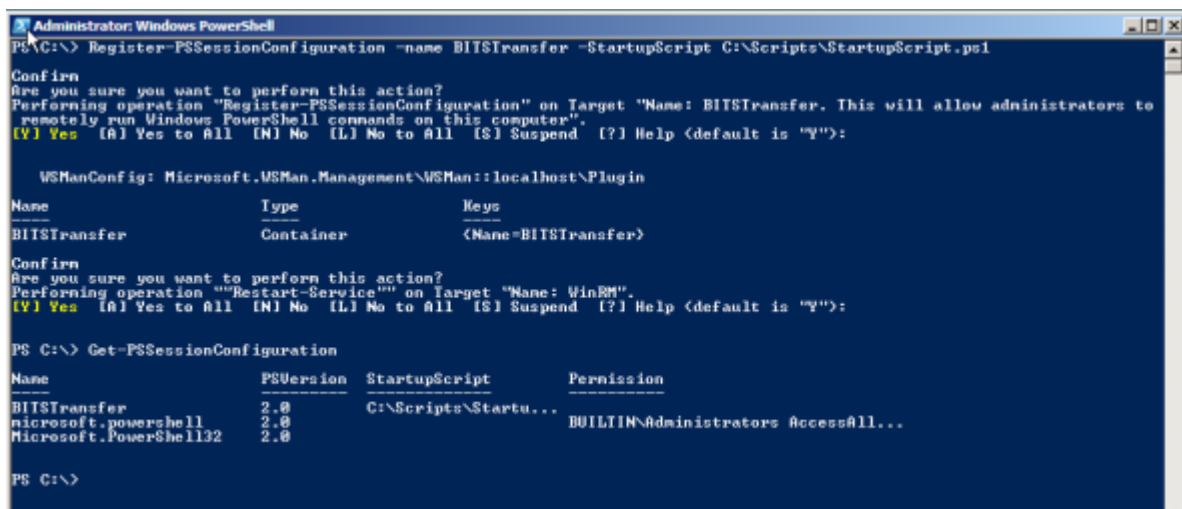 Administrator: Windows PowerShell
PS C:\> Register-PSSessionConfiguration -name BITSTransfer -StartupScript C:\Scripts\StartupScript.ps1
Confirm
Are you sure you want to perform this action?
Performing operation "Register-PSSessionConfiguration" on Target "Name: BITSTransfer. This will allow administrators to
remotely run Windows PowerShell commands on this computer".
[Y] Yes [A] Yes to All [N] No [L] No to All [S] Suspend [?] Help (default is "Y"):
WSManConfig: Microsoft.WSMan.Management\WSMan::localhost\Plugin
Name Type Keys
---- ---- ----
BITSTransfer Container {Name=BITSTransfer}
Confirm
Are you sure you want to perform this action?
Performing operation ""Restart-Service"" on Target "Name: WinRM".
[Y] Yes [A] Yes to All [N] No [L] No to All [S] Suspend [?] Help (default is "Y"):
PS C:\> Get-PSSessionConfiguration
Name PSVersion StartupScript Permission
---- --------- ------------- ----------
BITSTransfer 2.0 C:\Scripts\Startu...
microsoft.powershell 2.0 BUILTIN\Administrators AccessAll...
Microsoft.PowerShell32 2.0
PS C:\>